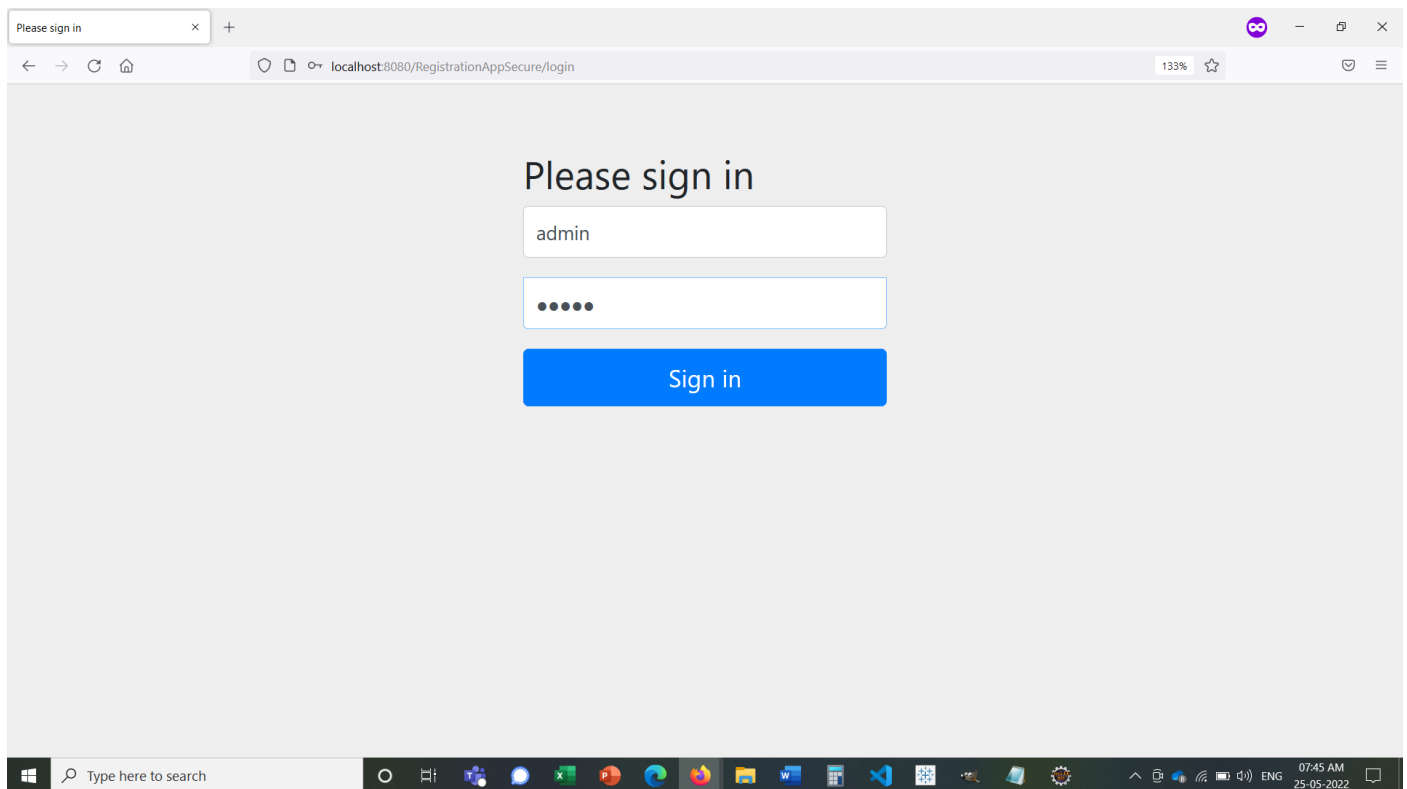 Please sign in
localhost:8080/RegistrationAppSecure/login
133%
Please sign in
admin
●●●●●
Sign in
Type here to search
ENG
07:45 AM
25-05-2022